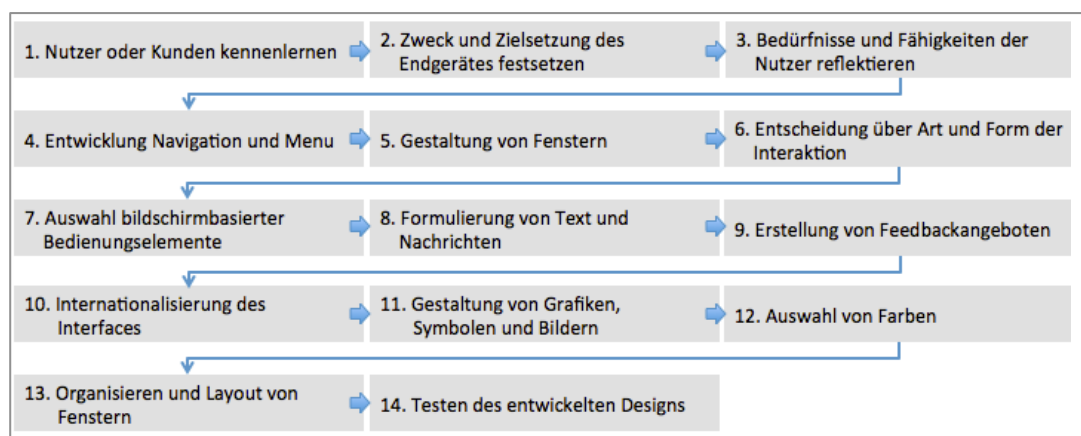 1. Nutzer oder Kunden kennenlernen
2. Zweck und Zielsetzung des
Endgerätes festsetzen
3. Bedürfnisse und Fähigkeiten der
Nutzer reflektieren
4. Entwicklung Navigation und Menu
5. Gestaltung von Fenstern
6. Entscheidung über Art und Form der
Interaktion
7. Auswahl bildschirmbasierter
Bedienungselemente
8. Formulierung von Text und
Nachrichten
9. Erstellung von Feedbackangeboten
10. Internationalisierung des
Interfaces
11. Gestaltung von Grafiken,
Symbolen und Bildern
12. Auswahl von Farben
13. Organisieren und Layout von
Fenstern
14. Testen des entwickelten Designs